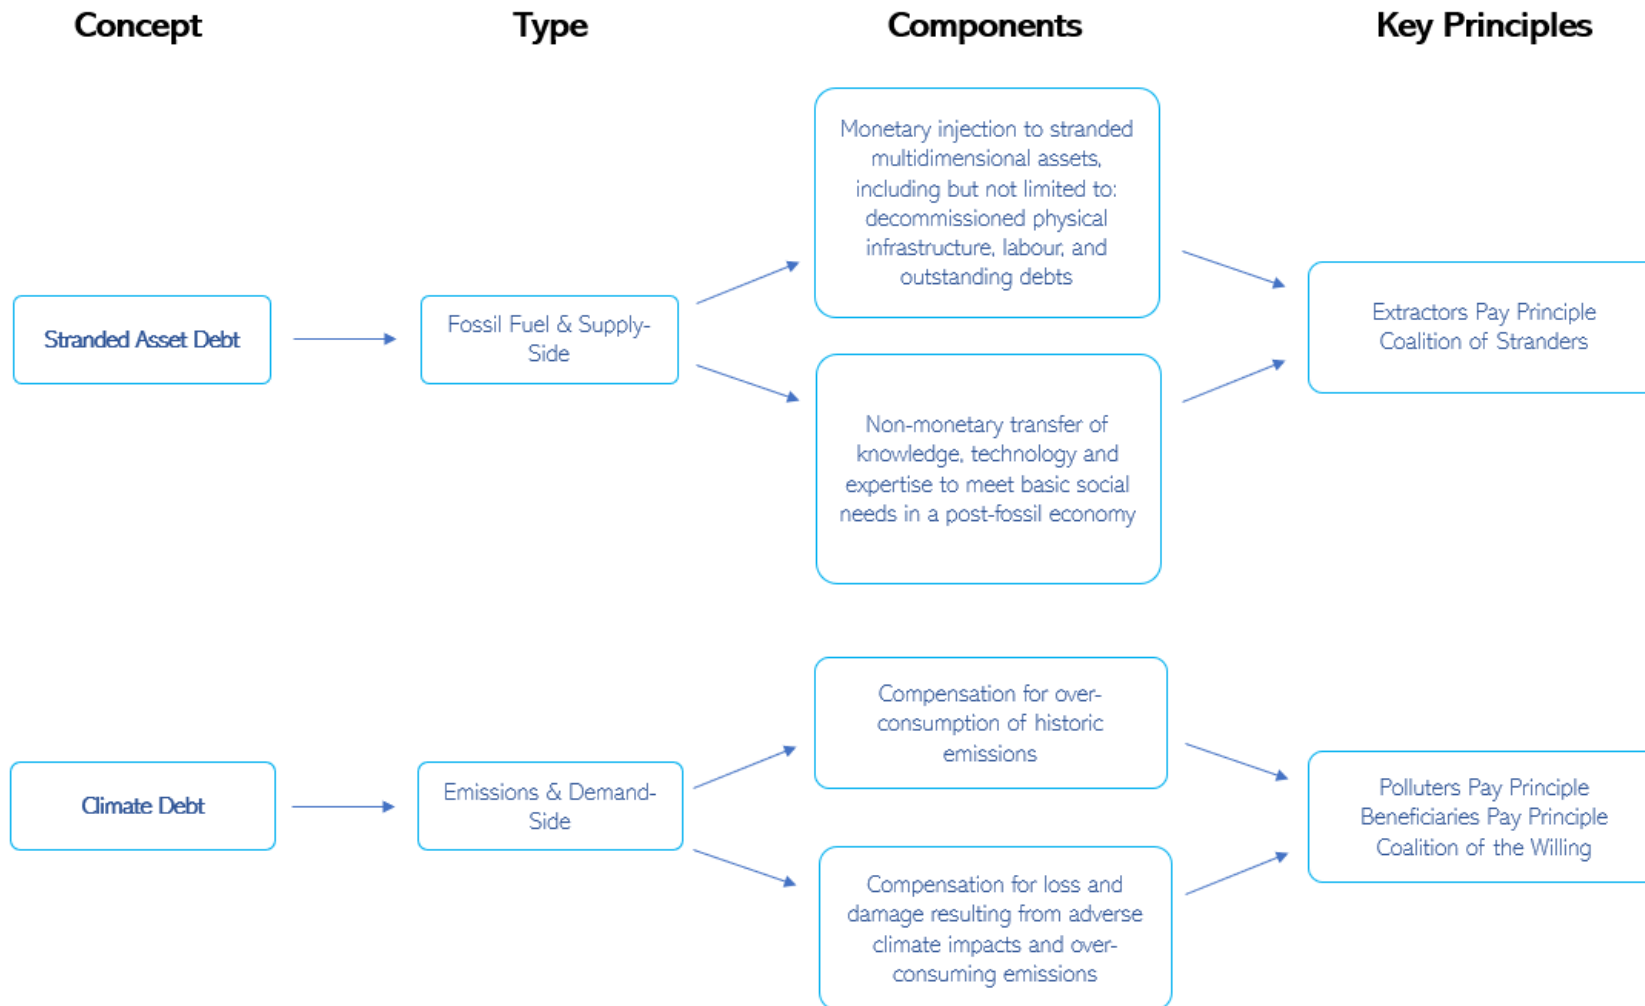 Concept
Type
Components
Key Principles
Stranded Asset Debt
Fossil Fuel & Supply-
Side
Monetary injection to stranded
multidimensional assets,
including but not limited to:
decommissioned physical
infrastructure, labour, and
outstanding debts
Non-monetary transfer of
knowledge, technology and
expertise to meet basic social
needs in a post-fossil economy
Extractors Pay Principle
Coalition of Stranders
Climate Debt
Emissions & Demand-
Side
Compensation for over-
consumption of historic
emissions
Compensation for loss and
damage resulting from adverse
climate impacts and over-
consuming emissions
Polluters Pay Principle
Beneficiaries Pay Principle
Coalition of the Willing